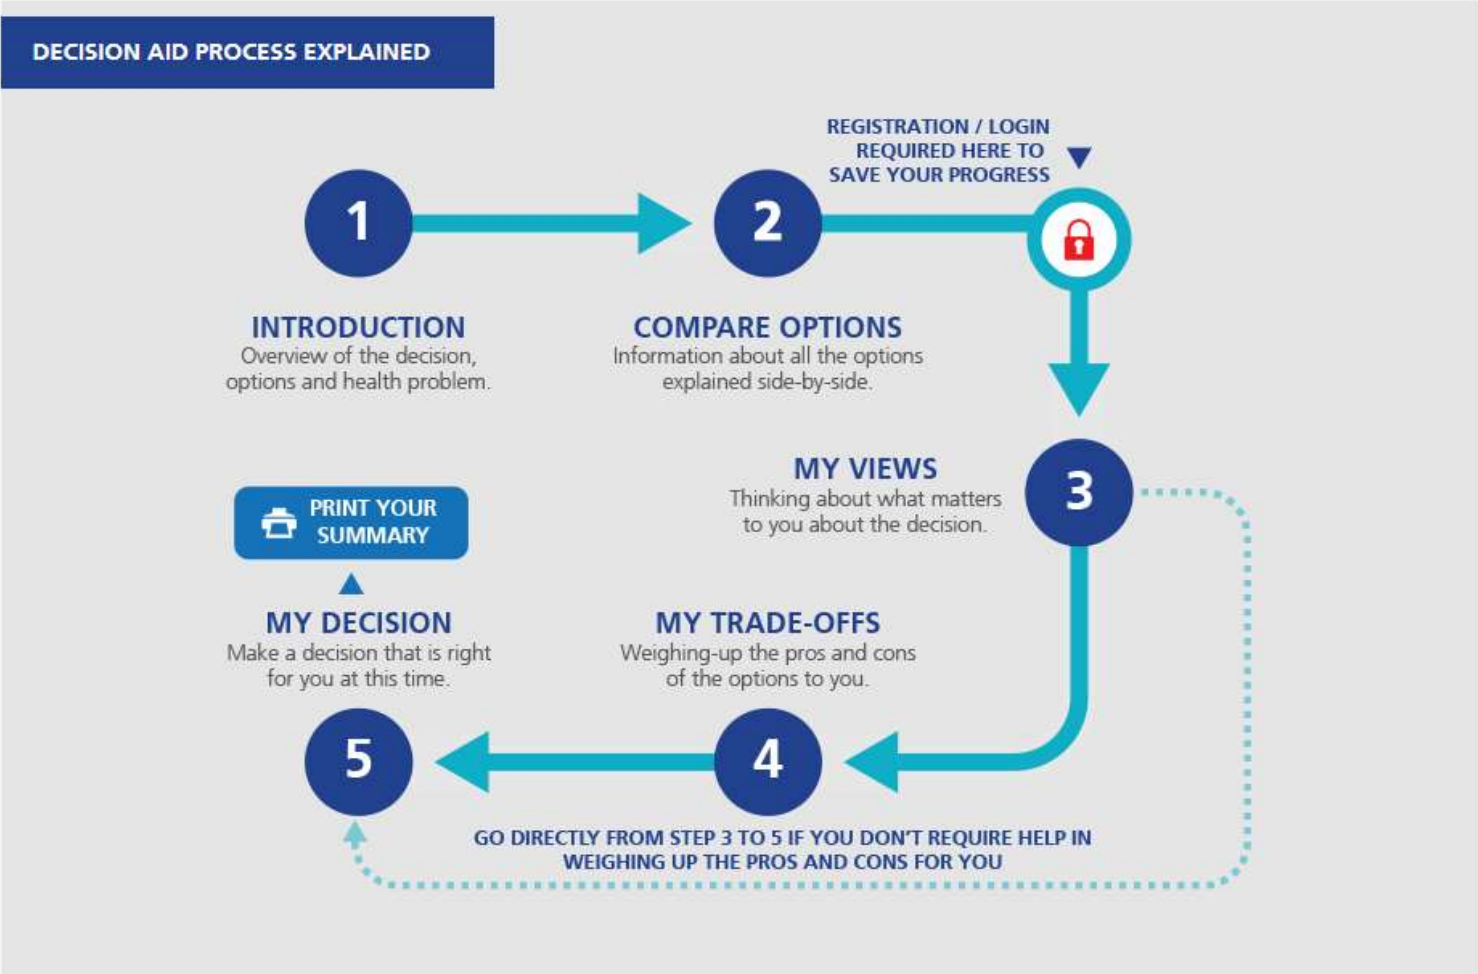 DECISION AID PROCESS EXPLAINED
REGISTRATION / LOGIN
REQUIRED HERE TO
SAVE YOUR PROGRESS
1
2
INTRODUCTION
Overview of the decision,
options and health problem.
COMPARE OPTIONS
Information about all the options
explained side-by-side.
MY VIEWS
Thinking about what matters
to you about the decision.
3
PRINT YOUR
SUMMARY
MY DECISION
Make a decision that is right
for you at this time.
MY TRADE-OFFS
Weighing-up the pros and cons
of the options to you.
5
4
GO DIRECTLY FROM STEP 3 TO 5 IF YOU DON'T REQUIRE HELP IN
WEIGHING UP THE PROS AND CONS FOR YOU